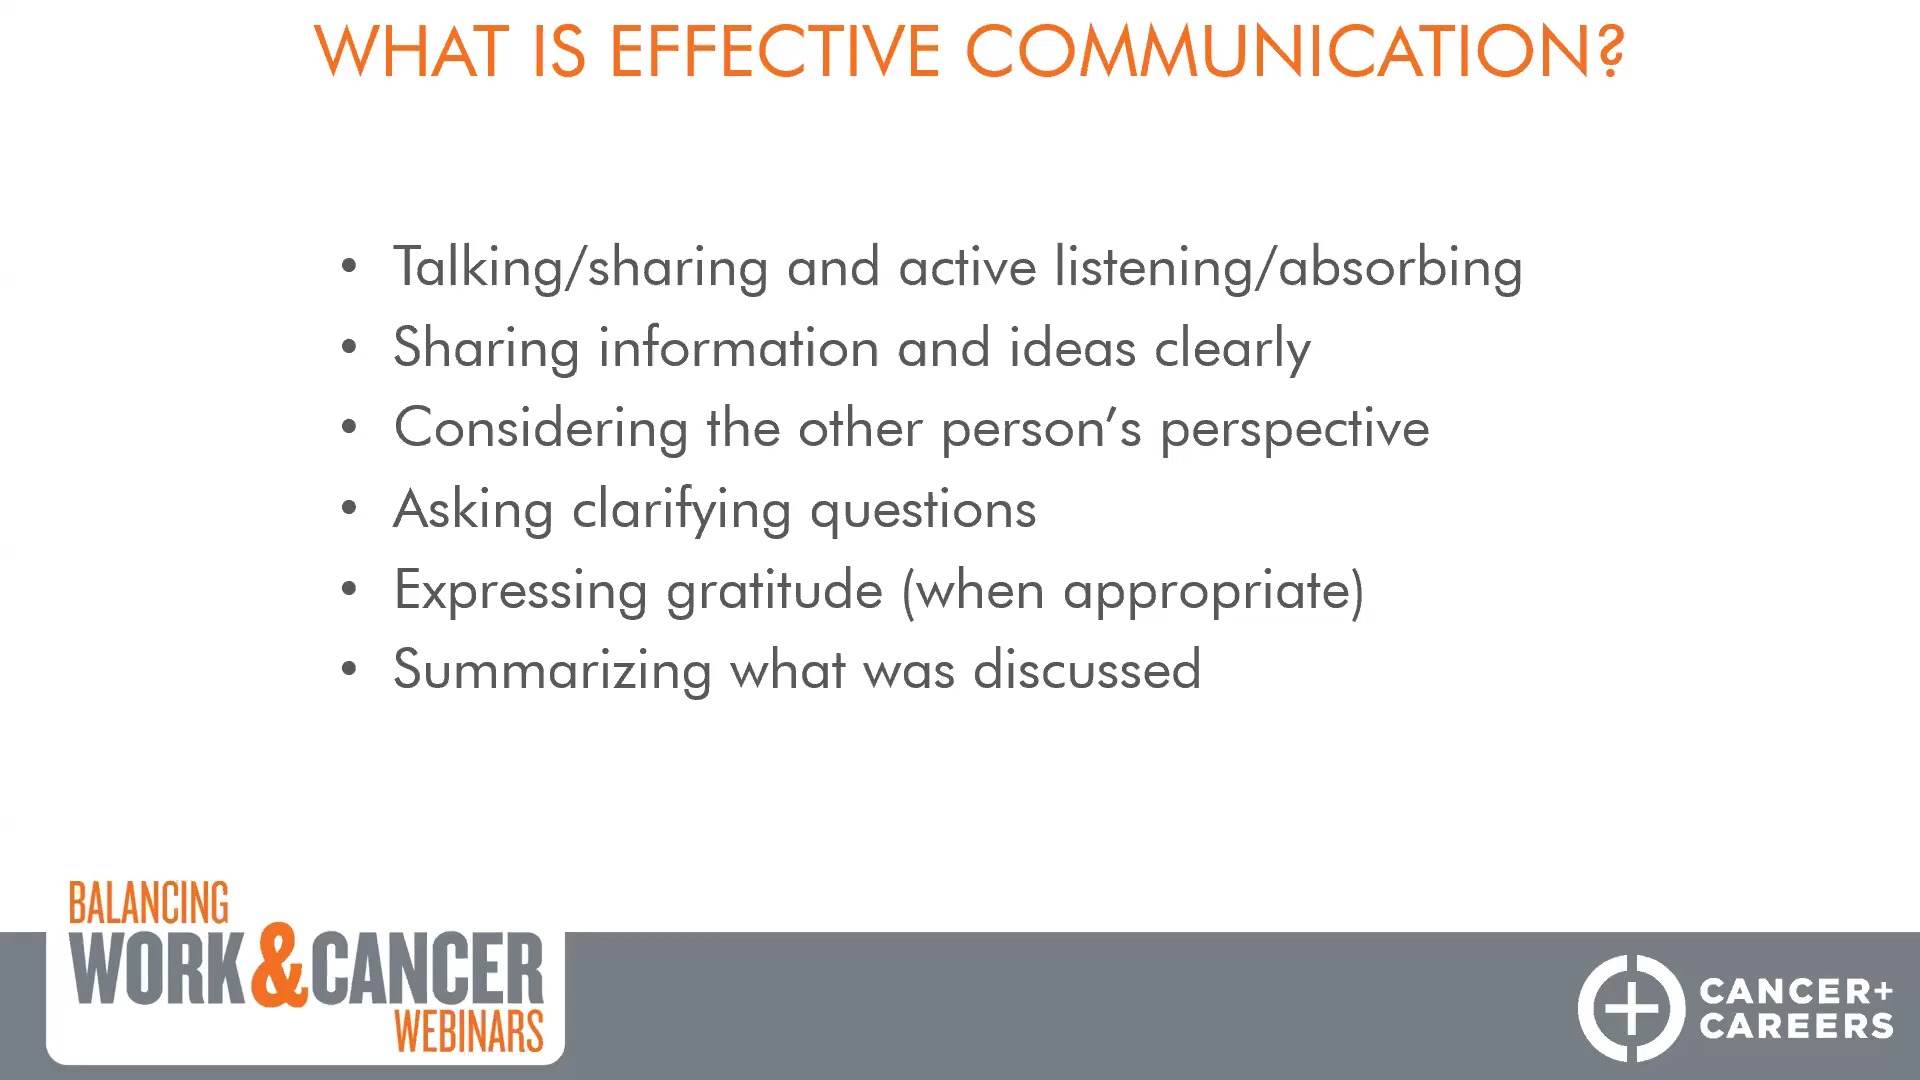 WHAT IS EFFECTIVE COMMUNICATION?
• Talking/sharing and active listening/absorbing
• Sharing information and ideas clearly
• Considering the other person’s perspective
• Asking clarifying questions
• Expressing gratitude (when appropriate)
• Summarizing what was discussed
BALANCING
WORK & CANCER
WEBINARS
CANCER+
CAREERS